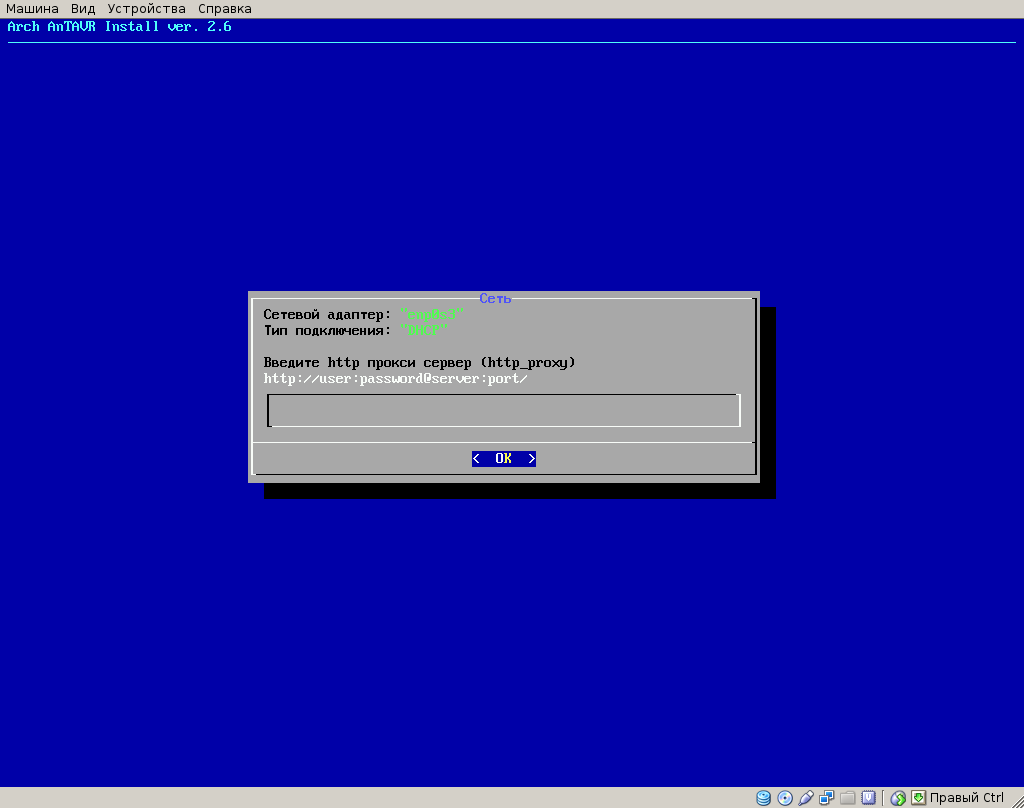 Машина Вид Устройства Справка
Arch AnTAVR Install ver. 2.6
Сеть
Сетевой адаптер: "enp0s3"
Тип подключения: "DHCP"
Введите http прокси сервер (http_proxy)
http://user:password@server:port/
< OK >
Правый Ctrl